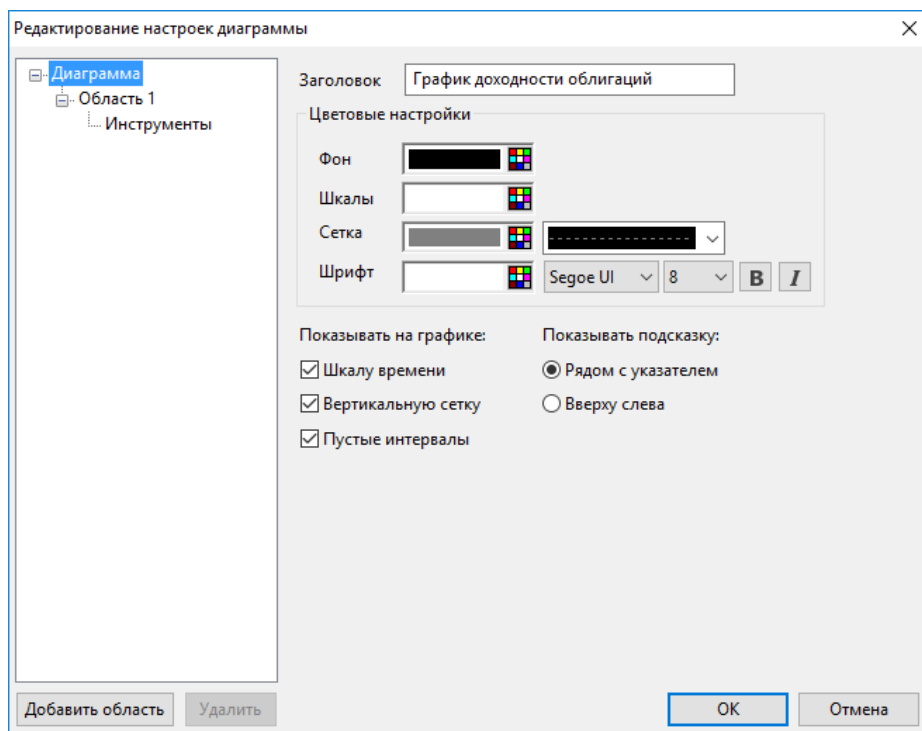 Редактирование настроек диаграммы
Диаграмма
Область 1
Инструменты
Заголовок График доходности облигаций
Цветовые настройки
Фон
Шкалы
Сетка
Шрифт Segoe UI 8 B I
Показывать на графике: Показывать подсказку:
Шкалу времени Рядом с указателем
Вертикальную сетку Вверху слева
Пустые интервалы
Добавить область Удалить OK Отмена